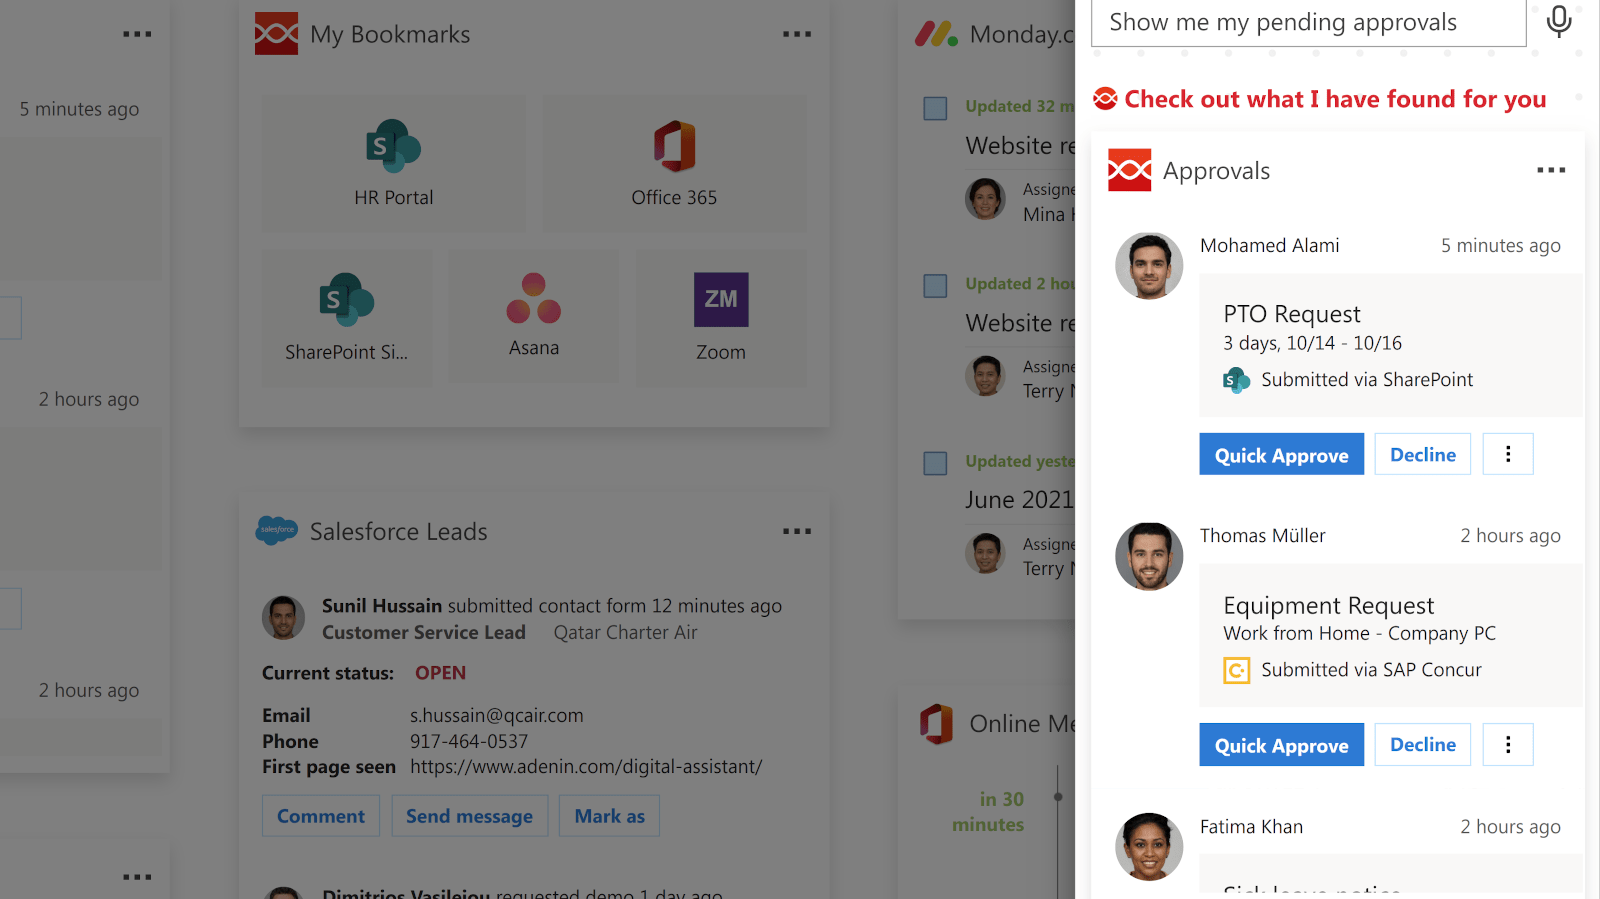 5 minutes ago
2 hours ago
2 hours ago
My Bookmarks
S
HR Portal
Office 365
S
SharePoint Si...
Asana
ZM
Zoom
salesforce
Salesforce Leads
Sunil Hussain submitted contact form 12 minutes ago
Customer Service Lead Qatar Charter Air
Current status: OPEN
Email s.hussain@qcair.com
Phone 917-464-0537
First page seen https://www.adenin.com/digital-assistant/
Comment Send message Mark as
Dimitrios Vasileiou requested demo 1 day ago
Monday.c
Updated 32 m
Website re
Assigne
Mina
Updated 2 hou
Website re
Assigne
Terry
Updated yeste
June 2021
Assigne
Terry
Online Me
in 30
minutes
Show me my pending approvals
Check out what I have found for you
Approvals
Mohamed Alami 5 minutes ago
PTO Request
3 days, 10/14 - 10/16
S
Submitted via SharePoint
Quick Approve Decline
Thomas Müller 2 hours ago
Equipment Request
Work from Home - Company PC
C
Submitted via SAP Concur
Quick Approve Decline
Fatima Khan 2 hours ago
Sick leave notice